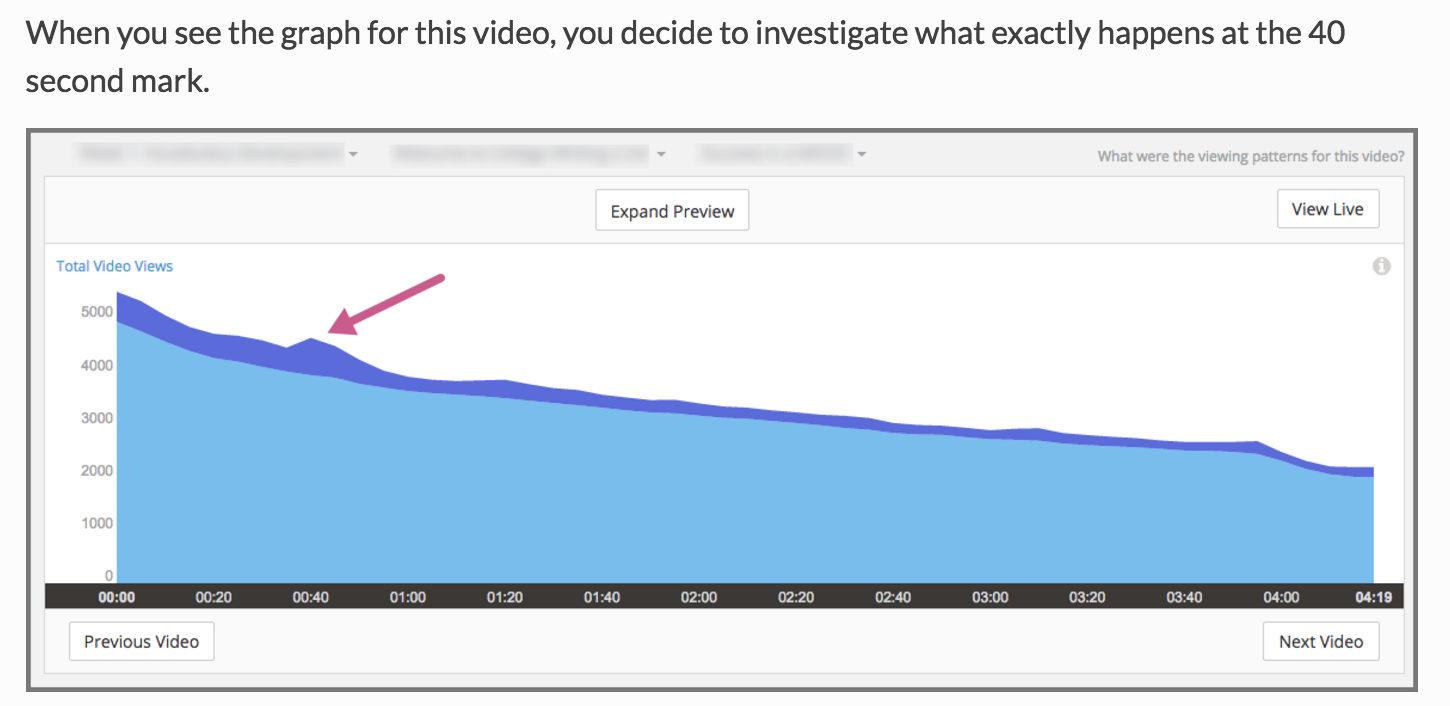 When you see the graph for this video, you decide to investigate what exactly happens at the 40
second mark.
What were the viewing patterns for this video?
Expand Preview
View Live
Total Video Views
5000
4000
3000
2000
1000
0
00:00 00:20 00:40 01:00 01:20 01:40 02:00 02:20 02:40 03:00 03:20 03:40 04:00 04:19
Previous Video
Next Video